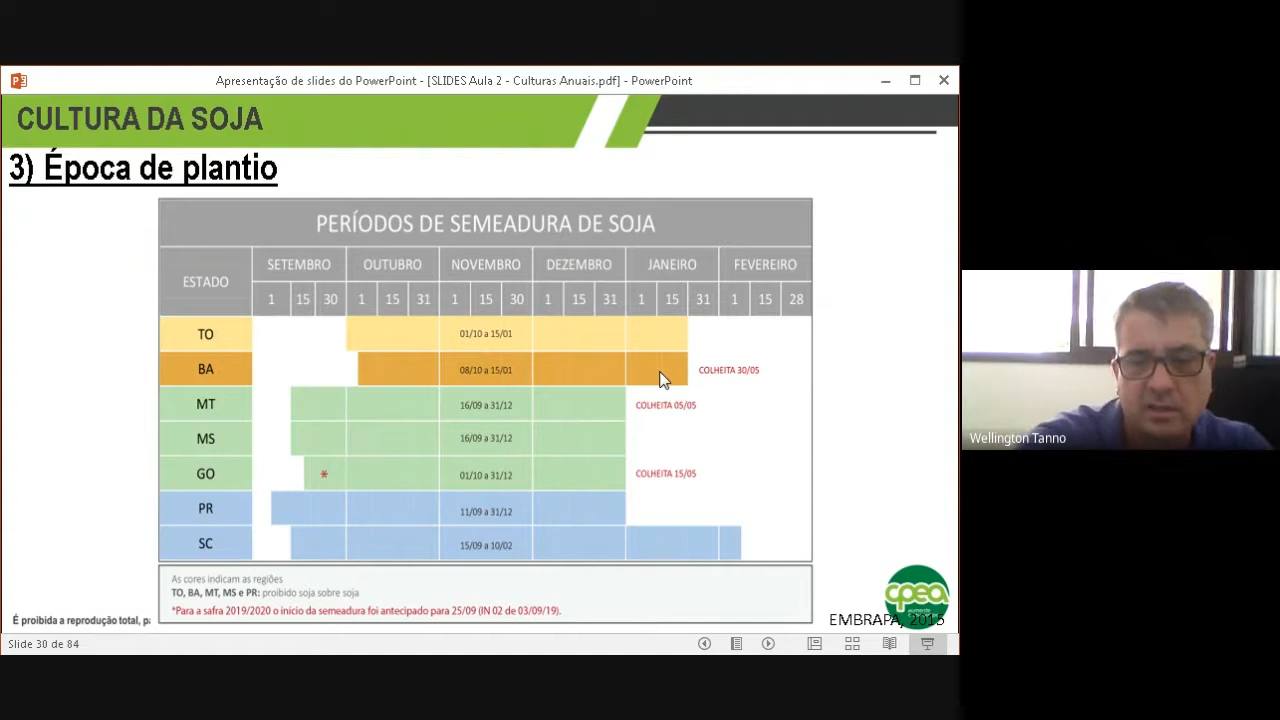 Apresentação de slides do PowerPoint - [SLIDES Aula 2 - Culturas Anuais.pdf] - PowerPoint
CULTURA DA SOJA
3) Época de plantio
PERÍODOS DE SEMEADURA DE SOJA
ESTADO SETEMBRO OUTUBRO NOVEMBRO DEZEMBRO JANEIRO FEVEREIRO
1 15 30 1 15 31 1 15 30 1 15 31 1 15 31 1 15 28
TO 01/10 a 15/01
BA 08/10 a 15/01 COLHEITA 30/05
MT 16/09 a 31/12 COLHEITA 05/05
MS 16/09 a 31/12
GO * 01/10 a 31/12 COLHEITA 15/05
PR 11/09 a 31/12
SC 15/09 a 10/02
As cores indicam as regiões
TO, BA, MT, MS e PR: proibido soja sobre soja
*Para a safra 2019/2020 o inicio da semeadura foi antecipado para 25/09 (IN 02 de 03/09/19).
É proibida a reprodução total, pa
cpea
EMBRAPA, 2015
Slide 30 de 84
Wellington Tanno